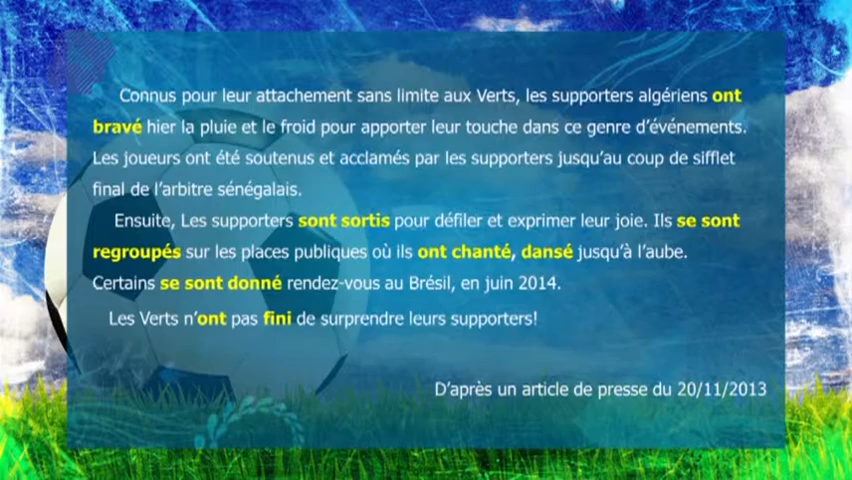 Connus pour leur attachement sans limite aux Verts, les supporters algériens ont
bravé hier la pluie et le froid pour apporter leur touche dans ce genre d'événements.
Les joueurs ont été soutenus et acclamés par les supporters jusqu'au coup de sifflet
final de l'arbitre sénégalais.
Ensuite, Les supporters sont sortis pour défiler et exprimer leur joie. Ils se sont
regroupés sur les places publiques où ils ont chanté, dansé jusqu'à l'aube.
Certains se sont donné rendez-vous au Brésil, en juin 2014.
Les Verts n'ont pas fini de surprendre leurs supporters!
D'après un article de presse du 20/11/2013